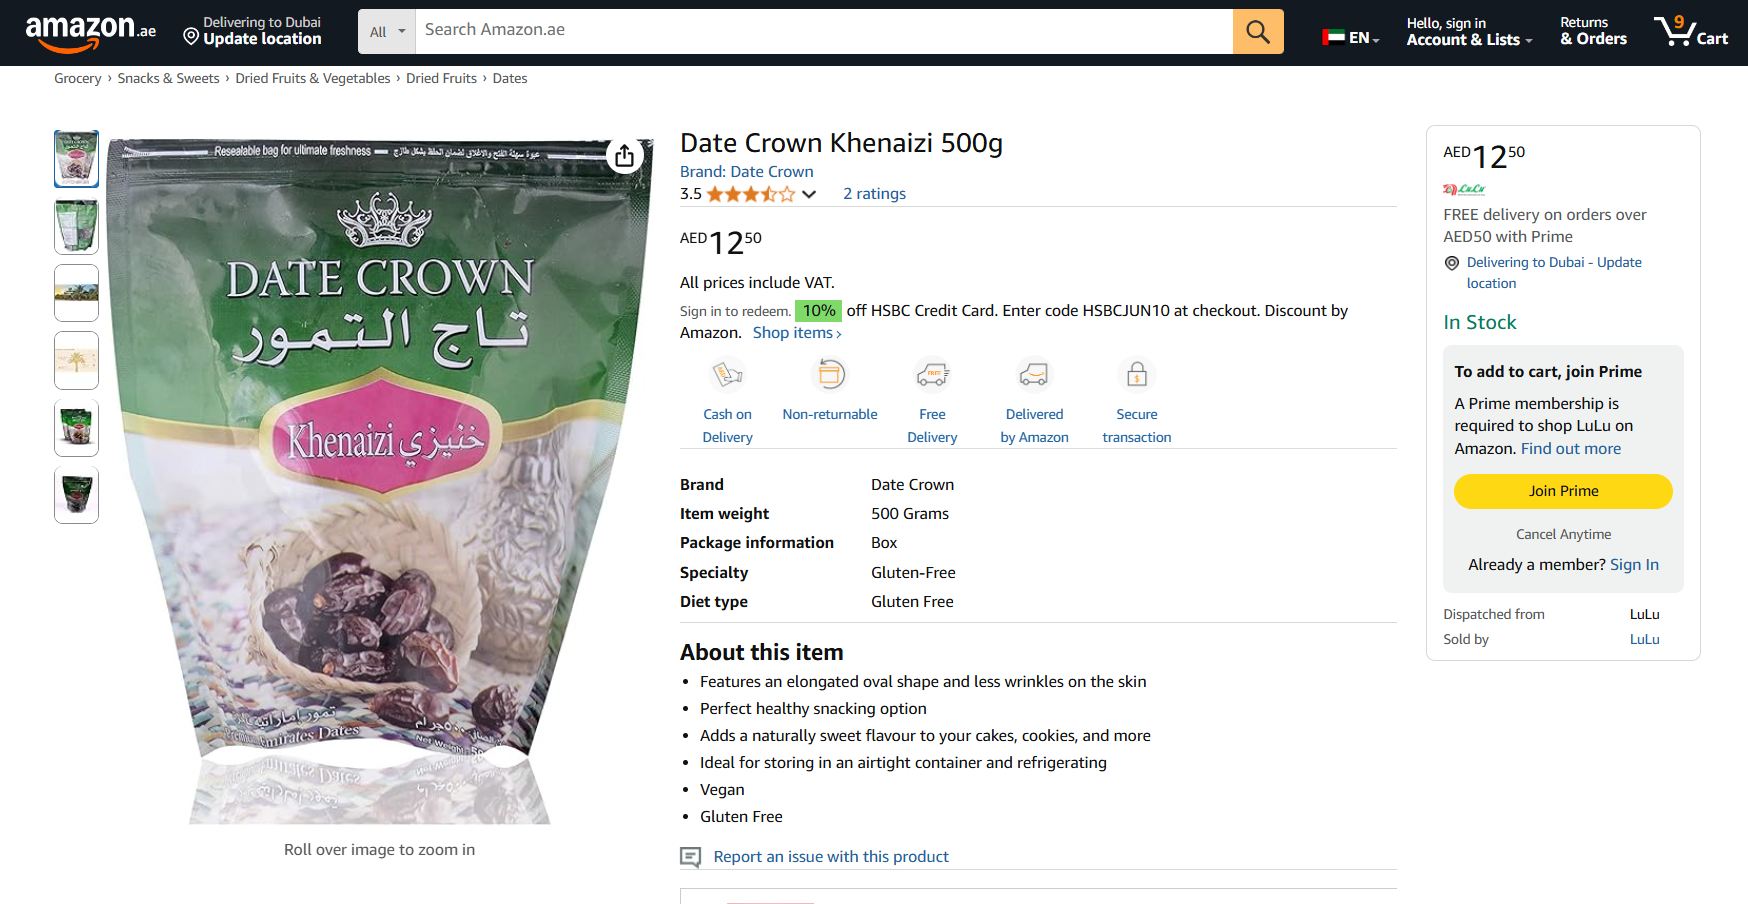 amazon.ae
Delivering to Dubai
Update location
All
Search Amazon.ae
EN
Hello, sign in
Account & Lists
Returns
& Orders
9
Cart
Grocery › Snacks & Sweets › Dried Fruits & Vegetables › Dried Fruits › Dates
Resealable bag for ultimate freshness — عبوة سهلة الفتح والإغلاق لضمان الحفظ بشكل طازج
DATE CROWN
تاج التمور
Khenaizi خنيزي
تمور إماراتية
Emirates Dates
Net Weight
Roll over image to zoom in
Date Crown Khenaizi 500g
Brand: Date Crown
3.5
2 ratings
AED 12 50
All prices include VAT.
Sign in to redeem. 10% off HSBC Credit Card. Enter code HSBCJUN10 at checkout. Discount by
Amazon. Shop items ›
Cash on
Delivery
Non-returnable
Free
Delivery
Delivered
by Amazon
Secure
transaction
Brand Date Crown
Item weight 500 Grams
Package information Box
Specialty Gluten-Free
Diet type Gluten Free
About this item
• Features an elongated oval shape and less wrinkles on the skin
• Perfect healthy snacking option
• Adds a naturally sweet flavour to your cakes, cookies, and more
• Ideal for storing in an airtight container and refrigerating
• Vegan
• Gluten Free
Report an issue with this product
AED 12 50
LuLu
FREE delivery on orders over
AED50 with Prime
Delivering to Dubai - Update
location
In Stock
To add to cart, join Prime
A Prime membership is
required to shop LuLu on
Amazon. Find out more
Join Prime
Cancel Anytime
Already a member? Sign In
Dispatched from LuLu
Sold by LuLu